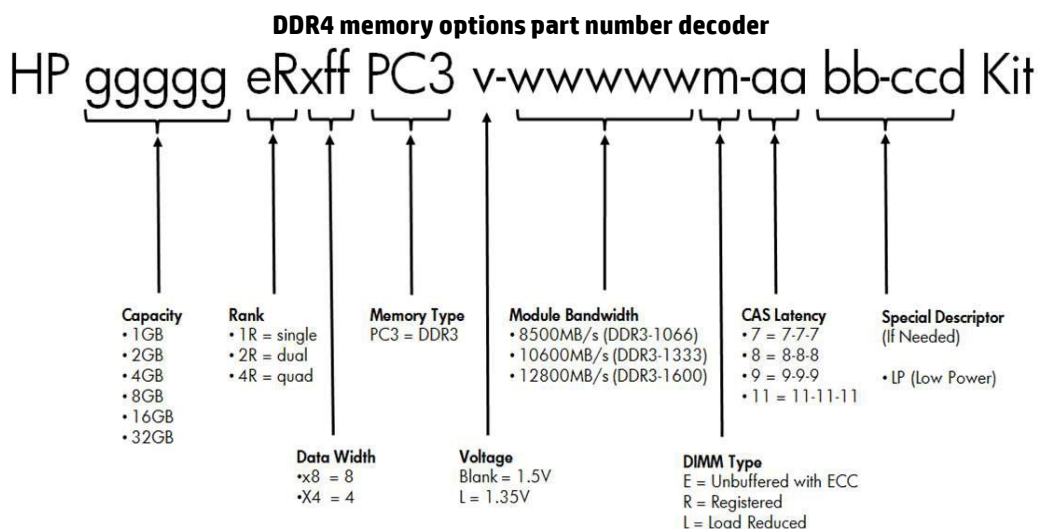 DDR4 memory options part number decoder
HP ggggg eRxff PC3 v-wwwwwm-aa bb-ccd Kit
Capacity
• 1GB
• 2GB
• 4GB
• 8GB
• 16GB
• 32GB
Rank
• 1R = single
• 2R = dual
• 4R = quad
Memory Type
PC3 = DDR3
Module Bandwidth
• 8500MB/s (DDR3-1066)
• 10600MB/s (DDR3-1333)
• 12800MB/s (DDR3-1600)
CAS Latency
• 7 = 7-7-7
• 8 = 8-8-8
• 9 = 9-9-9
• 11 = 11-11-11
Special Descriptor
(If Needed)
• LP (Low Power)
Data Width
•x8 = 8
•X4 = 4
Voltage
Blank = 1.5V
L = 1.35V
DIMM Type
E = Unbuffered with ECC
R = Registered
L = Load Reduced